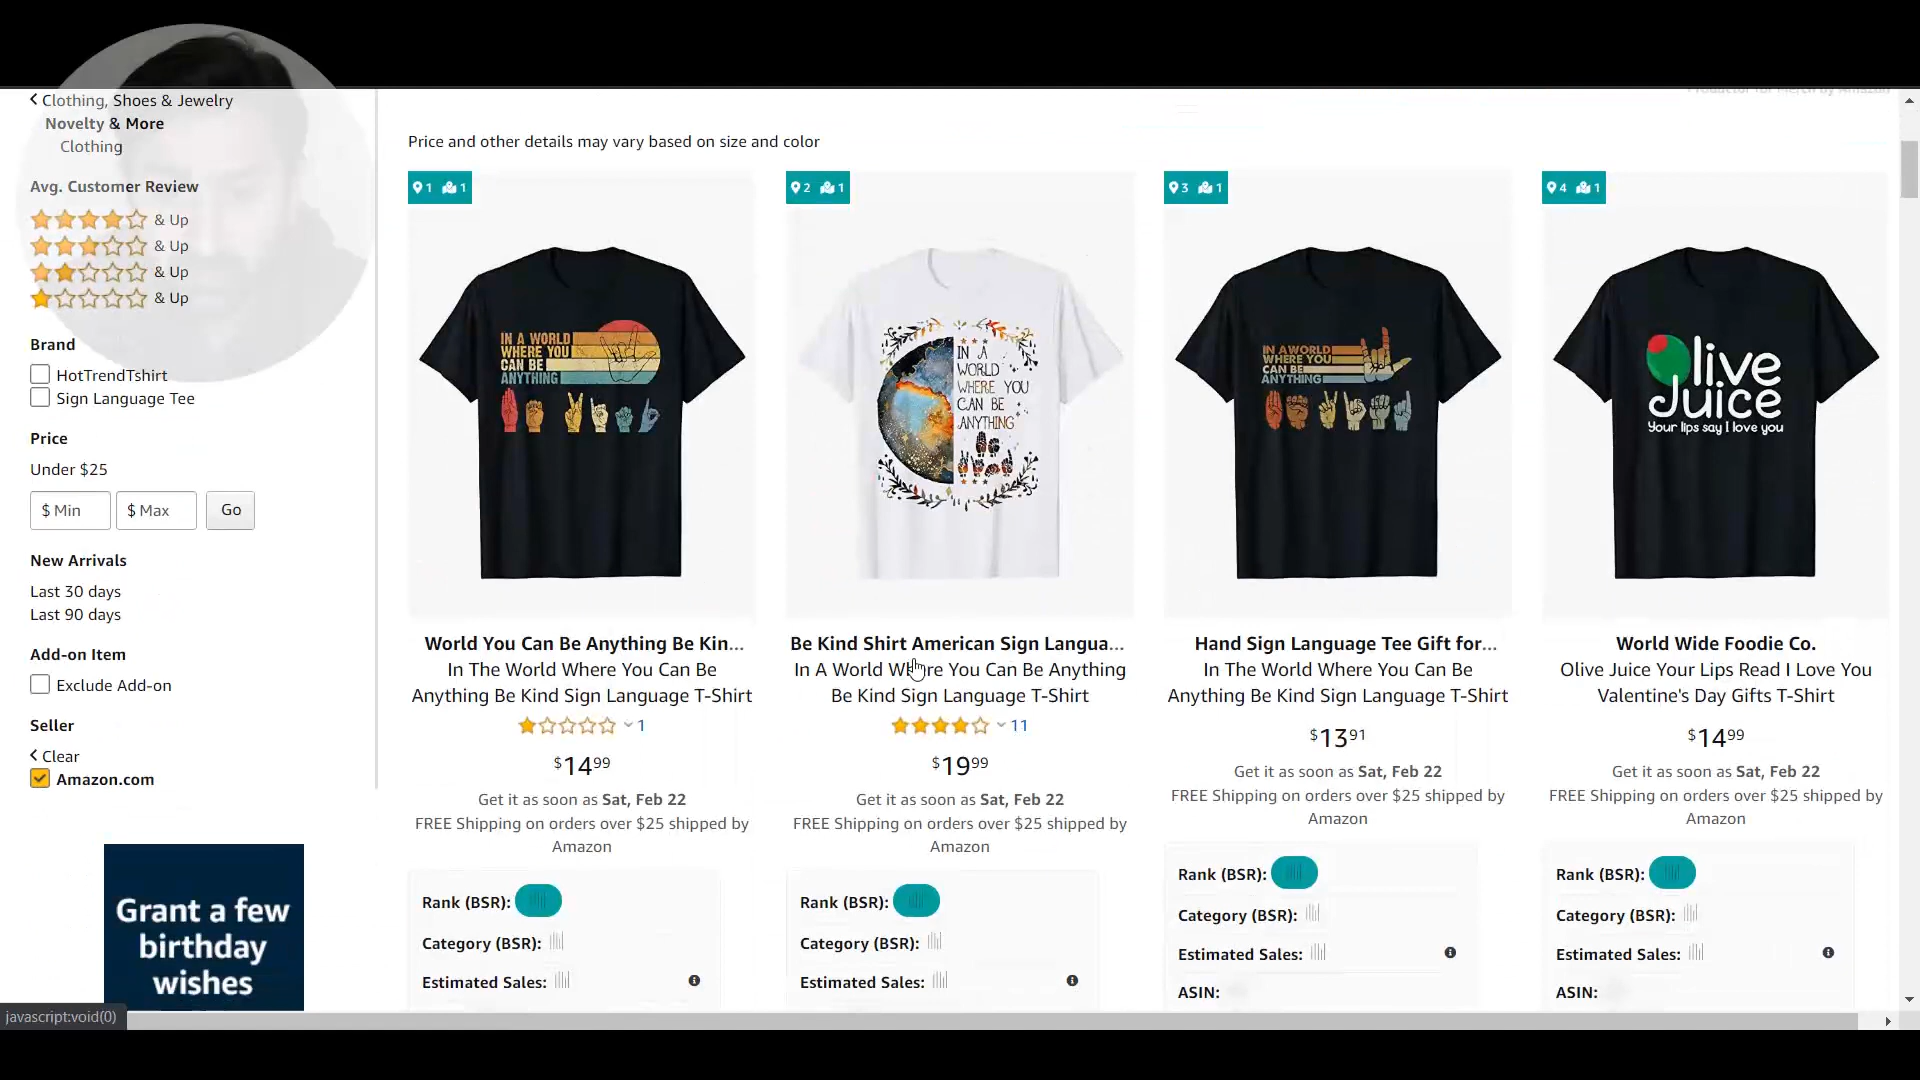 Clothing, Shoes & Jewelry
Novelty & More
Clothing
Avg. Customer Review
& Up
& Up
& Up
& Up
Brand
HotTrendTshirt
Sign Language Tee
Price
Under $25
$ Min $ Max Go
New Arrivals
Last 30 days
Last 90 days
Add-on Item
Exclude Add-on
Seller
Clear
Amazon.com
Grant a few
birthday
wishes
javascript:void(0)
Productor for Merch by Amazon
Price and other details may vary based on size and color
1 1
IN A WORLD
WHERE YOU
CAN BE
ANYTHING
World You Can Be Anything Be Kin...
In The World Where You Can Be
Anything Be Kind Sign Language T-Shirt
1
$14 99
Get it as soon as Sat, Feb 22
FREE Shipping on orders over $25 shipped by
Amazon
Rank (BSR):
Category (BSR):
Estimated Sales:
2 1
IN A
WORLD
WHERE YOU
CAN BE
ANYTHING
Be Kind Shirt American Sign Langua...
In A World Where You Can Be Anything
Be Kind Sign Language T-Shirt
11
$19 99
Get it as soon as Sat, Feb 22
FREE Shipping on orders over $25 shipped by
Amazon
Rank (BSR):
Category (BSR):
Estimated Sales:
3 1
IN A WORLD
WHERE YOU
CAN BE
ANYTHING
Hand Sign Language Tee Gift for...
In The World Where You Can Be
Anything Be Kind Sign Language T-Shirt
$13 91
Get it as soon as Sat, Feb 22
FREE Shipping on orders over $25 shipped by
Amazon
Rank (BSR):
Category (BSR):
Estimated Sales:
ASIN:
4 1
Olive
Juice
Your lips say I love you
World Wide Foodie Co.
Olive Juice Your Lips Read I Love You
Valentine's Day Gifts T-Shirt
$14 99
Get it as soon as Sat, Feb 22
FREE Shipping on orders over $25 shipped by
Amazon
Rank (BSR):
Category (BSR):
Estimated Sales:
ASIN: